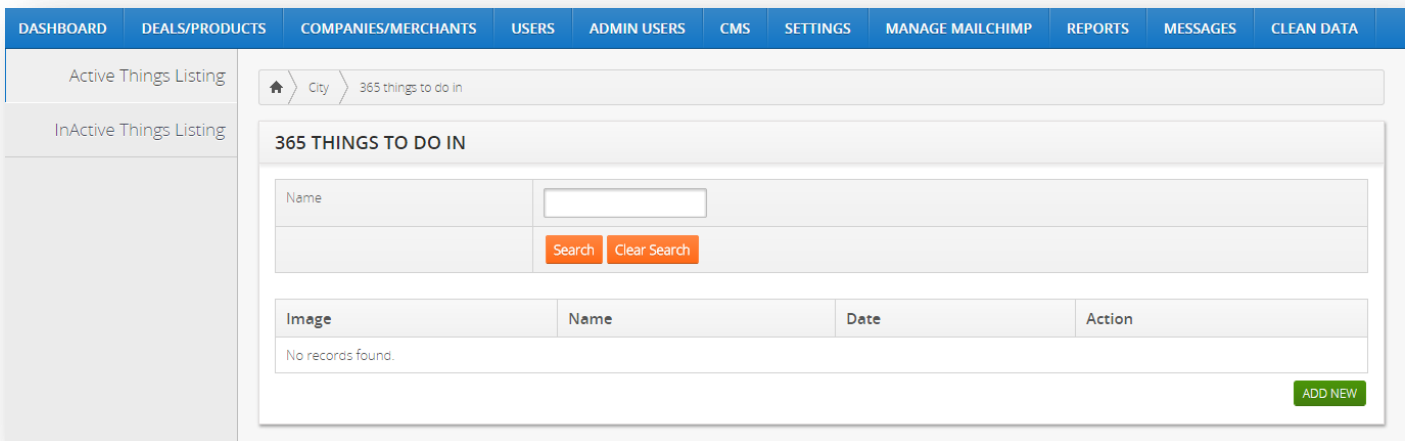 DASHBOARD DEALS/PRODUCTS COMPANIES/MERCHANTS USERS ADMIN USERS CMS SETTINGS MANAGE MAILCHIMP REPORTS MESSAGES CLEAN DATA
Active Things Listing
InActive Things Listing
City 365 things to do in
365 THINGS TO DO IN
Name
Search Clear Search
Image Name Date Action
No records found.
ADD NEW